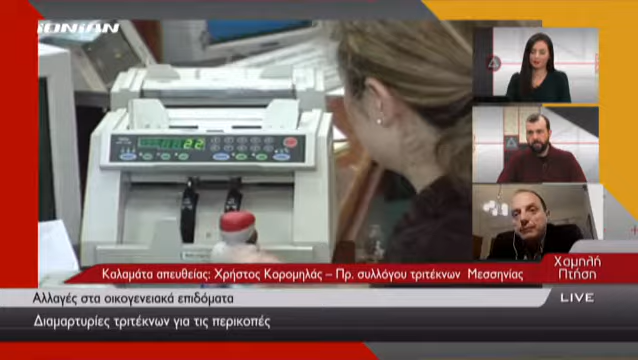 IONIAN
22
Καλαμάτα απευθείας: Χρήστος Κορομηλάς – Πρ. συλλόγου τριτέκνων Μεσσηνίας
Χαμηλή
Πτήση
Αλλαγές στα οικογενειακά επιδόματα
LIVE
Διαμαρτυρίες τριτέκνων για τις περικοπές